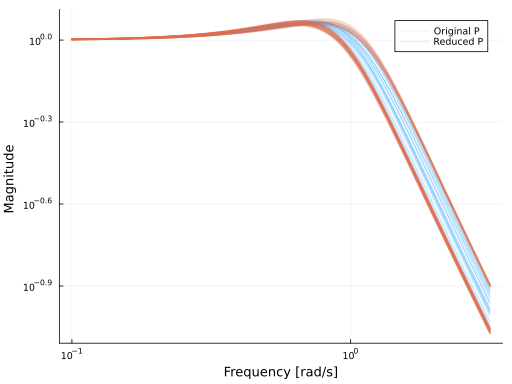 Original P
Reduced P
10^0.0
10^-0.3
10^-0.6
10^-0.9
Magnitude
10^-1
10^0
Frequency [rad/s]